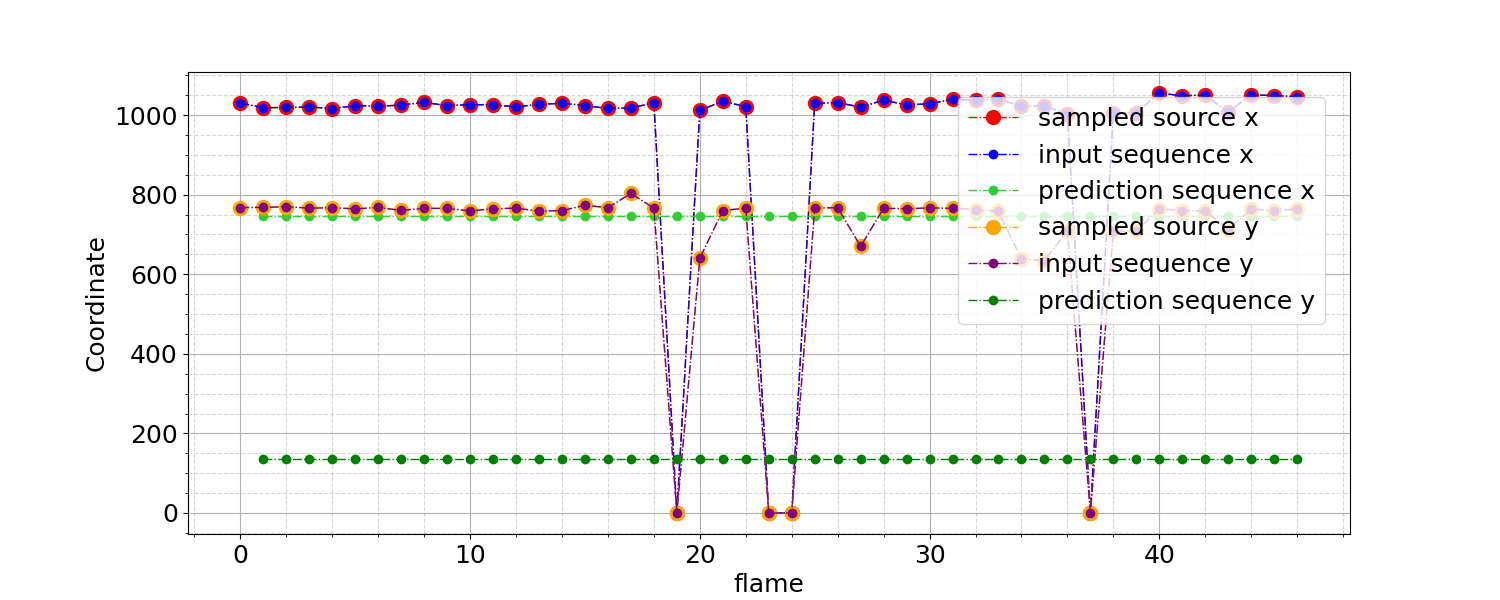 Coordinate
1000
800
600
400
200
0
sampled source x
input sequence x
prediction sequence x
sampled source y
input sequence y
prediction sequence y
0 10 20 30 40
flame